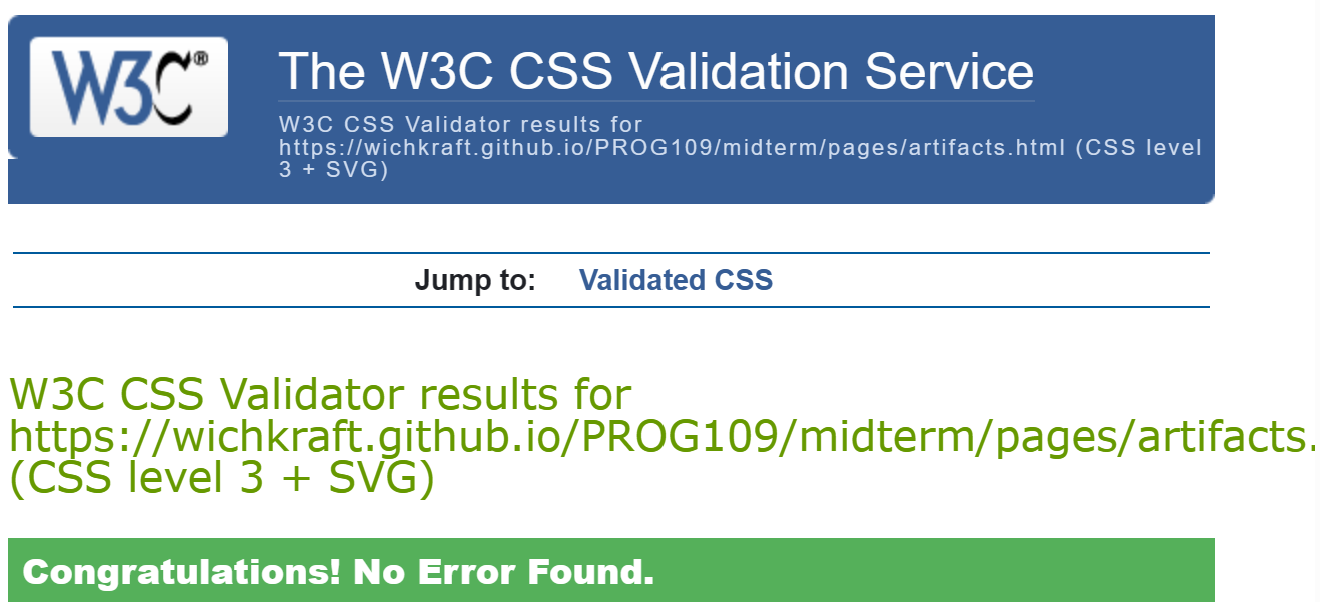 W3C®
The W3C CSS Validation Service
W3C CSS Validator results for
https://wichkraft.github.io/PROG109/midterm/pages/artifacts.html (CSS level
3 + SVG)
Jump to: Validated CSS
W3C CSS Validator results for
https://wichkraft.github.io/PROG109/midterm/pages/artifacts.
(CSS level 3 + SVG)
Congratulations! No Error Found.